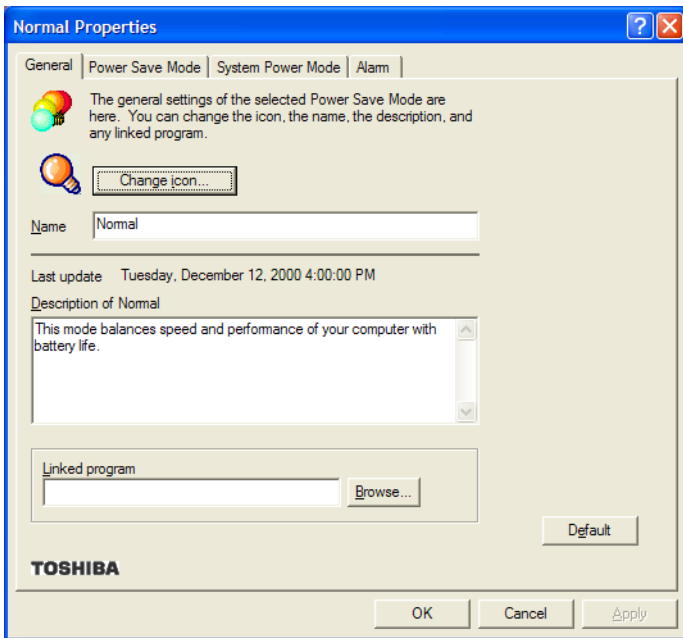 Normal Properties
General
Power Save Mode
System Power Mode
Alarm
The general settings of the selected Power Save Mode are
here. You can change the icon, the name, the description, and
any linked program.
Change icon...
Name
Normal
Last update Tuesday, December 12, 2000 4:00:00 PM
Description of Normal
This mode balances speed and performance of your computer with
battery life.
Linked program
Browse...
Default
TOSHIBA
OK
Cancel
Apply